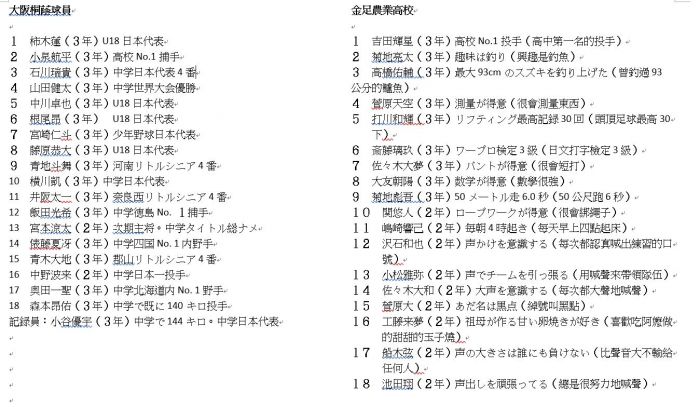 大阪桐蔭球員
1 柿木蓮(3年)U18 日本代表
2 小泉航平(3年)高校 No.1 捕手
3 石川瑞貴(3年)中学日本代表 4 番
4 山田健太(3年)中学世界大会優勝
5 中川卓也(3年)U18 日本代表
6 根尾昂(3年) U18 日本代表
7 宮崎仁斗(3年)少年野球日本代表
8 藤原恭太(3年)U18 日本代表
9 青地斗舞(3年)河南リトルシニア 4 番
10 横川凱(3年)中学日本代表
11 井阪太一(3年)奈良西リトルシニア 4 番
12 飯田光希(3年)中学徳島 No. 1捕手
13 宮本涼太(2年)次期主将。中学タイトル総ナメ
14 俵藤夏冴(3年)中学四国 No.1 内野手
15 青木大地(3年)郡山リトルシニア 4 番
16 中野波来(2年)中学日本一投手
17 奥田一聖(3年)中学北海道内 No.1 野手
18 森本昂佑(3年)中学で既に 140 キロ投手
記録員:小谷優宇(3年)中学で 144 キロ。中学日本代表
金足農業高校
1 吉田輝星(3年)高校 No.1 投手(高中第一名的投手)
2 菊地亮太(3年)趣味は釣り(興趣是釣魚)
3 高橋佑輔(3年)最大 93cm のスズキを釣り上げた(曾釣過 93
公分的鱸魚)
4 菅原天空(3年)測量が得意(很會測量東西)
5 打川和輝(3年)リフティング最高記録 30 回(頭頂足球最高 30
下)
6 斎藤璃玖(3年)ワープロ検定 3 級(日文打字檢定 3 級)
7 佐々木大夢(3年)バントが得意(很會短打)
8 大友朝陽(3年)数学が得意(數學很強)
9 菊地彪吾(3年)50 メートル走 6.0 秒(50 公尺跑 6 秒)
10 関悠人(2年)ロープワークが得意(很會綁繩子)
11 嶋崎響己(2年)毎朝 4 時起き(每天早上四點起床)
12 沢石和也(2年)声かけを意識する(每次都認真喊出練習的口
號)
13 小松雅弥(2年)声でチームを引っ張る(用喊聲來帶領隊伍)
14 佐々木大和(2年)大声を意識する(每次都大聲地喊聲)
15 菅原大(2年)あだ名は黒点(綽號叫黑點)
16 工藤来夢(2年)祖母が作る甘い卵焼きが好き(喜歡吃阿嬤做
的甜甜的玉子燒)
17 船木弦(2年)声の大きさは誰にも負けない(比聲音大不輸給
任何人)
18 池田翔(2年)声出しを頑張ってる(總是很努力地喊聲)